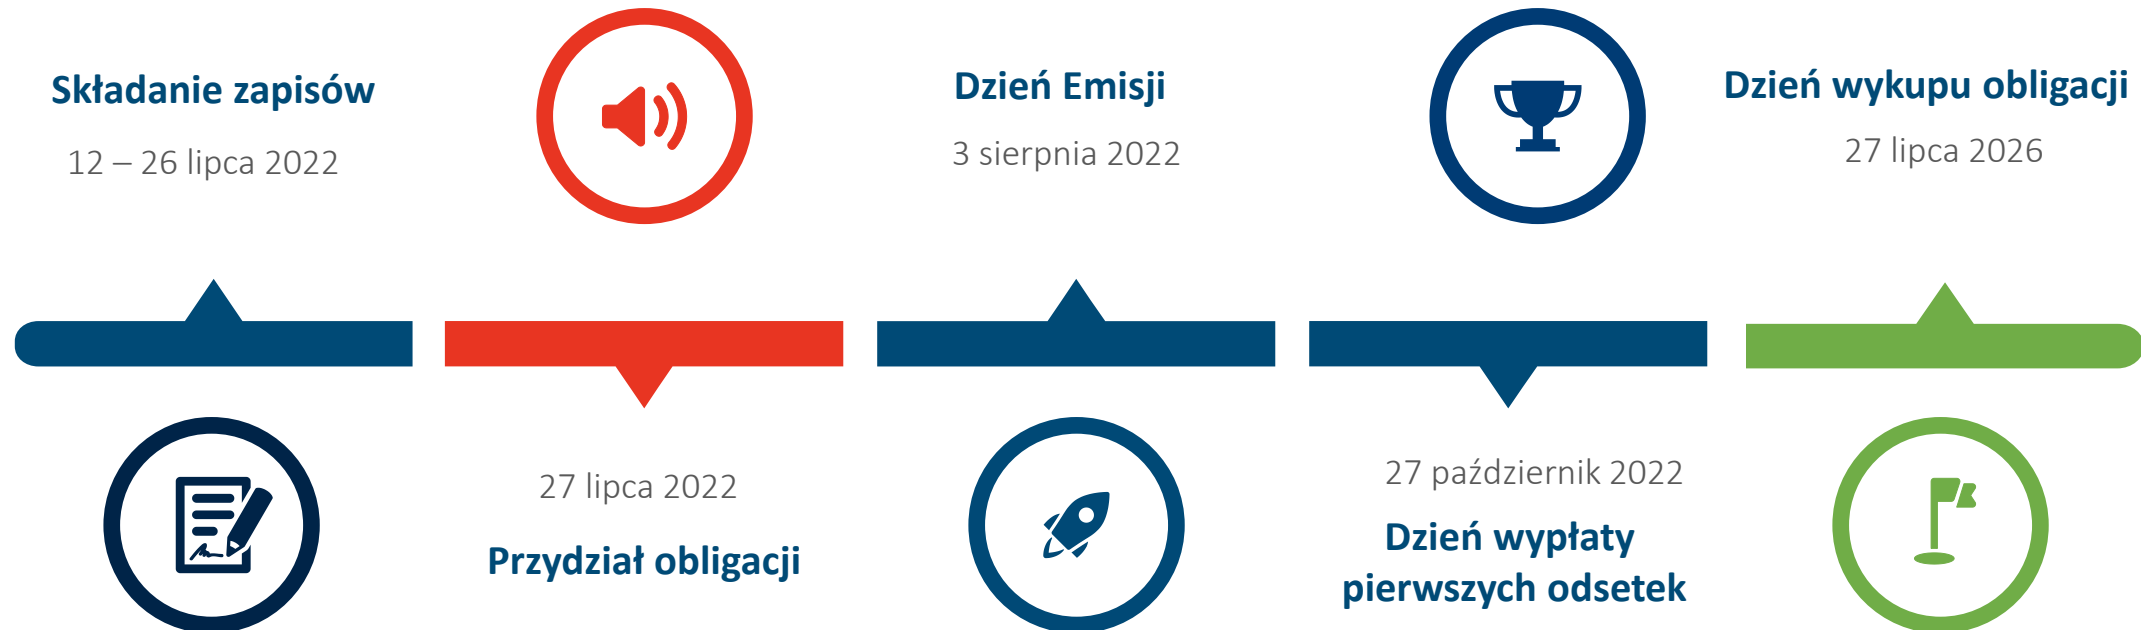 Składanie zapisów
12 – 26 lipca 2022
27 lipca 2022
Przydział obligacji
Dzień Emisji
3 sierpnia 2022
27 październik 2022
Dzień wypłaty
pierwszych odsetek
Dzień wykupu obligacji
27 lipca 2026